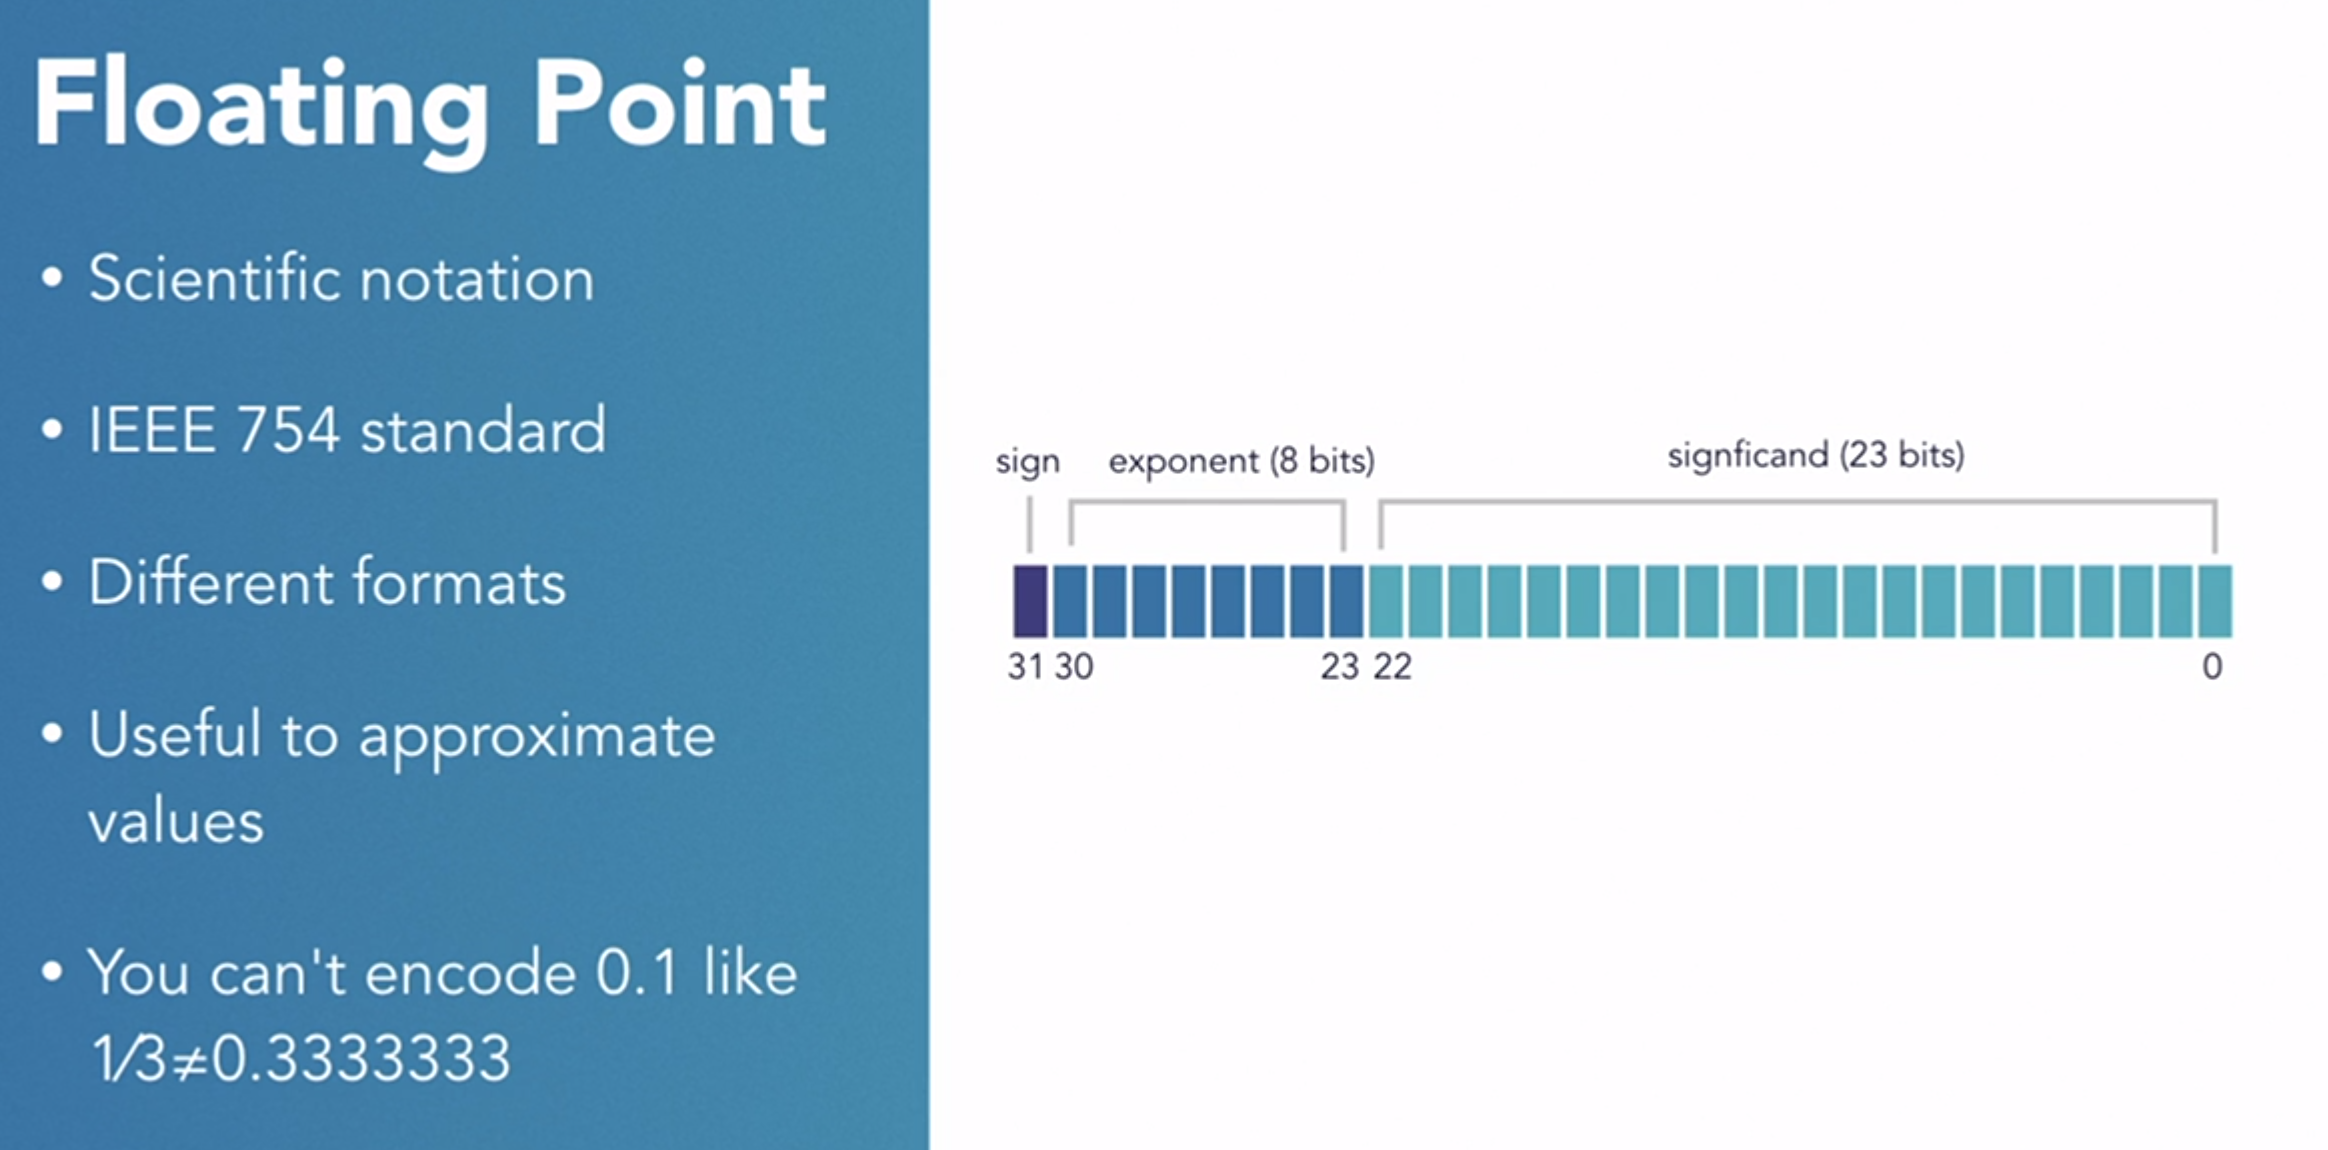 Floating Point
• Scientific notation
• IEEE 754 standard
• Different formats
• Useful to approximate
values
• You can't encode 0.1 like
1⁄3≠0.3333333
sign exponent (8 bits) signficand (23 bits)
31 30 23 22 0